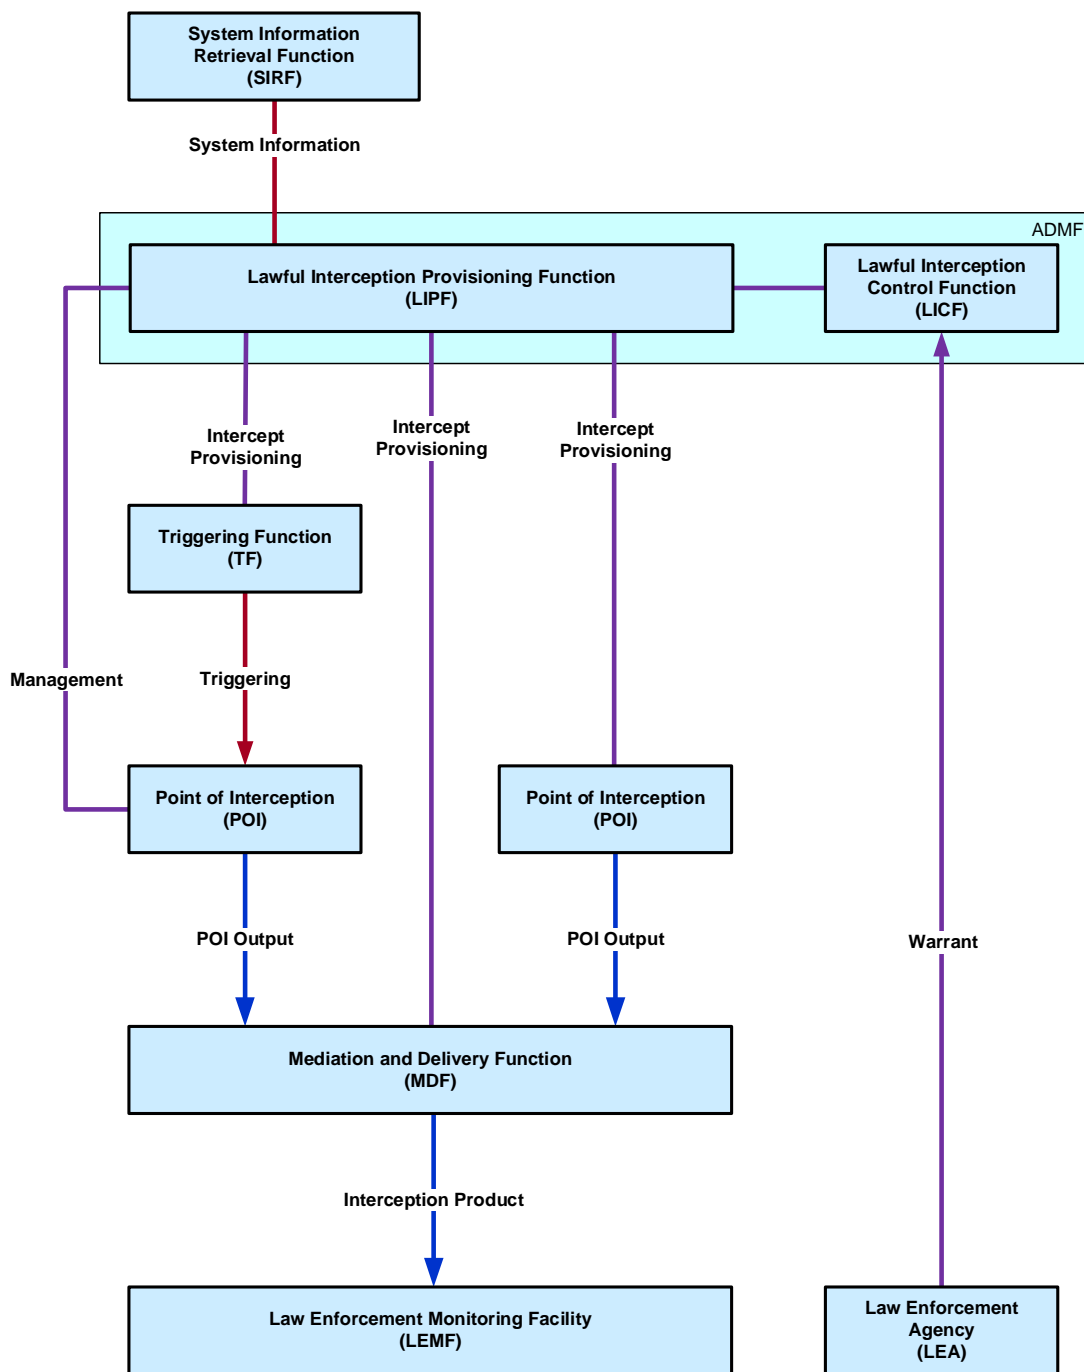 System Information
Retrieval Function
(SIRF)
System Information
ADMF
Lawful Interception Provisioning Function
(LIPF)
Lawful Interception
Control Function
(LICF)
Intercept
Provisioning
Intercept
Provisioning
Intercept
Provisioning
Triggering Function
(TF)
Management
Triggering
Point of Interception
(POI)
Point of Interception
(POI)
POI Output
POI Output
Warrant
Mediation and Delivery Function
(MDF)
Interception Product
Law Enforcement Monitoring Facility
(LEMF)
Law Enforcement
Agency
(LEA)